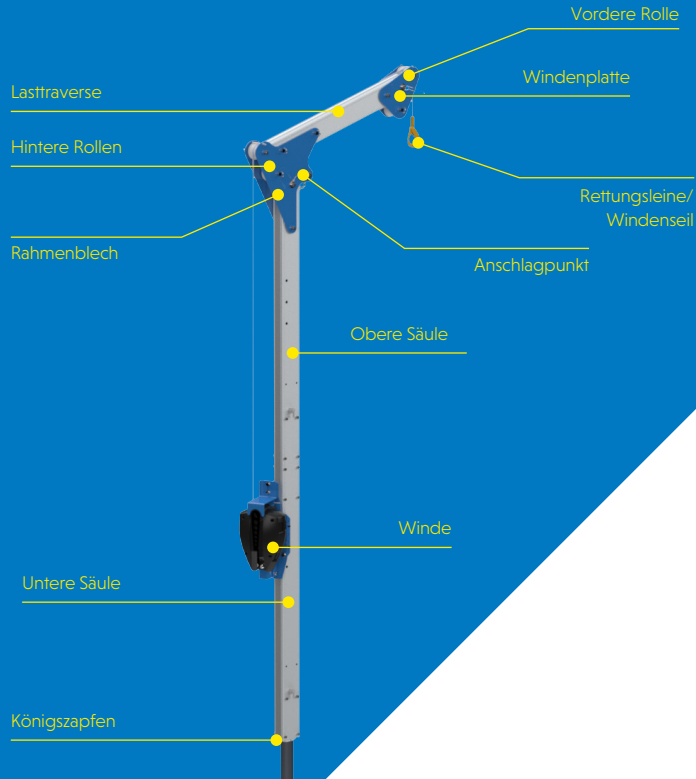 Vordere Rolle
Windenplatte
Lasttraverse
Hintere Rollen
Rettungsleine/
Windenseil
Rahmenblech
Anschlagpunkt
Obere Säule
Winde
Untere Säule
Königszapfen